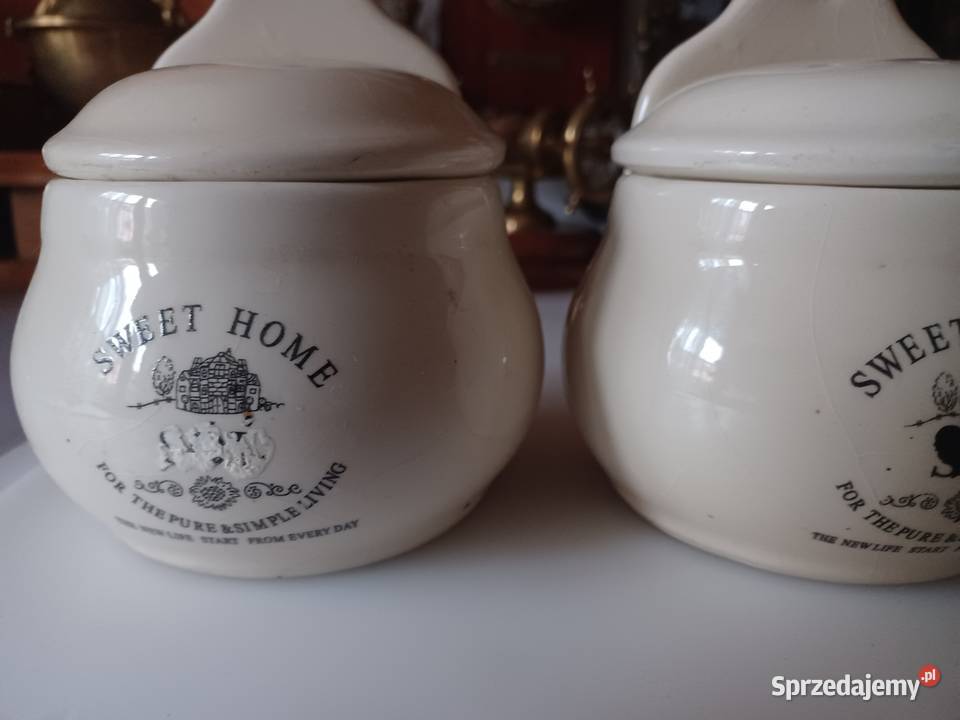 SWEET HOME
FOR THE PURE & SIMPLE LIVING
THE NEW LIFE START FROM EVERY DAY
SWEET
FOR THE PURE &
THE NEW LIFE START
Sprzedajemy.pl